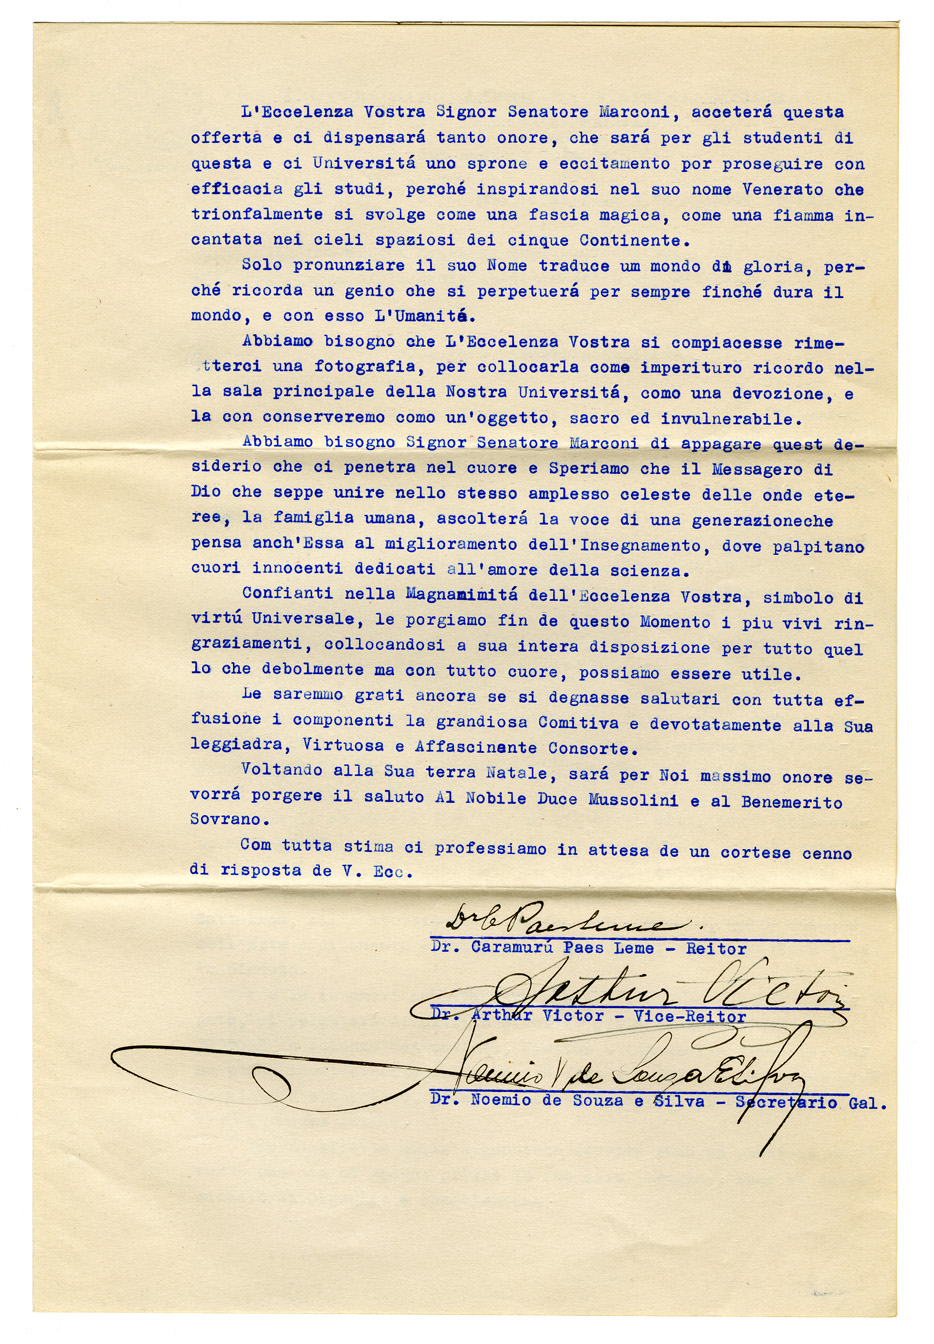 L'Eccelenza Vostra Signor Senatore Marconi, acceterá questa
offerta e ci dispensará tanto onore, che sará per gli studenti di
questa e ci Universitá uno sprone e eccitamento por proseguire con
efficacia gli studi, perché inspirandosi nel suo nome Venerato che
trionfalmente si svolge come una fascia magica, come una fiamma in-
cantata nei cieli spaziosi dei cinque Continente.
Solo pronunziare il suo Nome traduce um mondo di gloria, per-
ché ricorda un genio che si perpetuerá per sempre finché dura il
mondo, e con esso L'Umanitá.
Abbiamo bisogno che L'Eccelenza Vostra si compiacesse rime-
tterci una fotografia, per collocarla come imperituro ricordo nel-
la sala principale della Nostra Universitá, como una devozione, e
la con conserveremo como un'oggetto, sacro ed invulnerabile.
Abbiamo bisogno Signor Senatore Marconi di appagare quest de-
siderio che ci penetra nel cuore e Speriamo che il Messagero di
Dio che seppe unire nello stesso amplesso celeste delle onde ete-
ree, la famiglia umana, ascolterá la voce di una generazioneche
pensa anch'Essa al miglioramento dell'Insegnamento, dove palpitano
cuori innocenti dedicati all'amore della scienza.
Confianti nella Magnanimitá dell'Eccelenza Vostra, simbolo di
virtú Universale, le porgiamo fin de questo Momento i piu vivi rin-
graziamenti, collocandosi a sua intera disposizione per tutto quel
lo che debolmente ma con tutto cuore, possiamo essere utile.
Le saremmo grati ancora se si degnasse salutari con tutta ef-
fusione i componenti la grandiosa Comitiva e devotatamente alla Sua
leggiadra, Virtuosa e Affascinente Consorte.
Voltando alla Sua terra Natale, sará per Noi massimo onore se-
vorrá porgere il saluto Al Nobile Duce Mussolini e al Benemerito
Sovrano.
Com tutta stima ci professiamo in attesa de un cortese cenno
di risposta de V. Ecc.
Dr C Paes Leme.
Dr. Caramurú Paes Leme - Reitor
Arthur Victor
Dr. Arthur Victor - Vice-Reitor
Noemio V de Souza e Silva
Dr. Noemio de Souza e Silva - Secretario Gal.